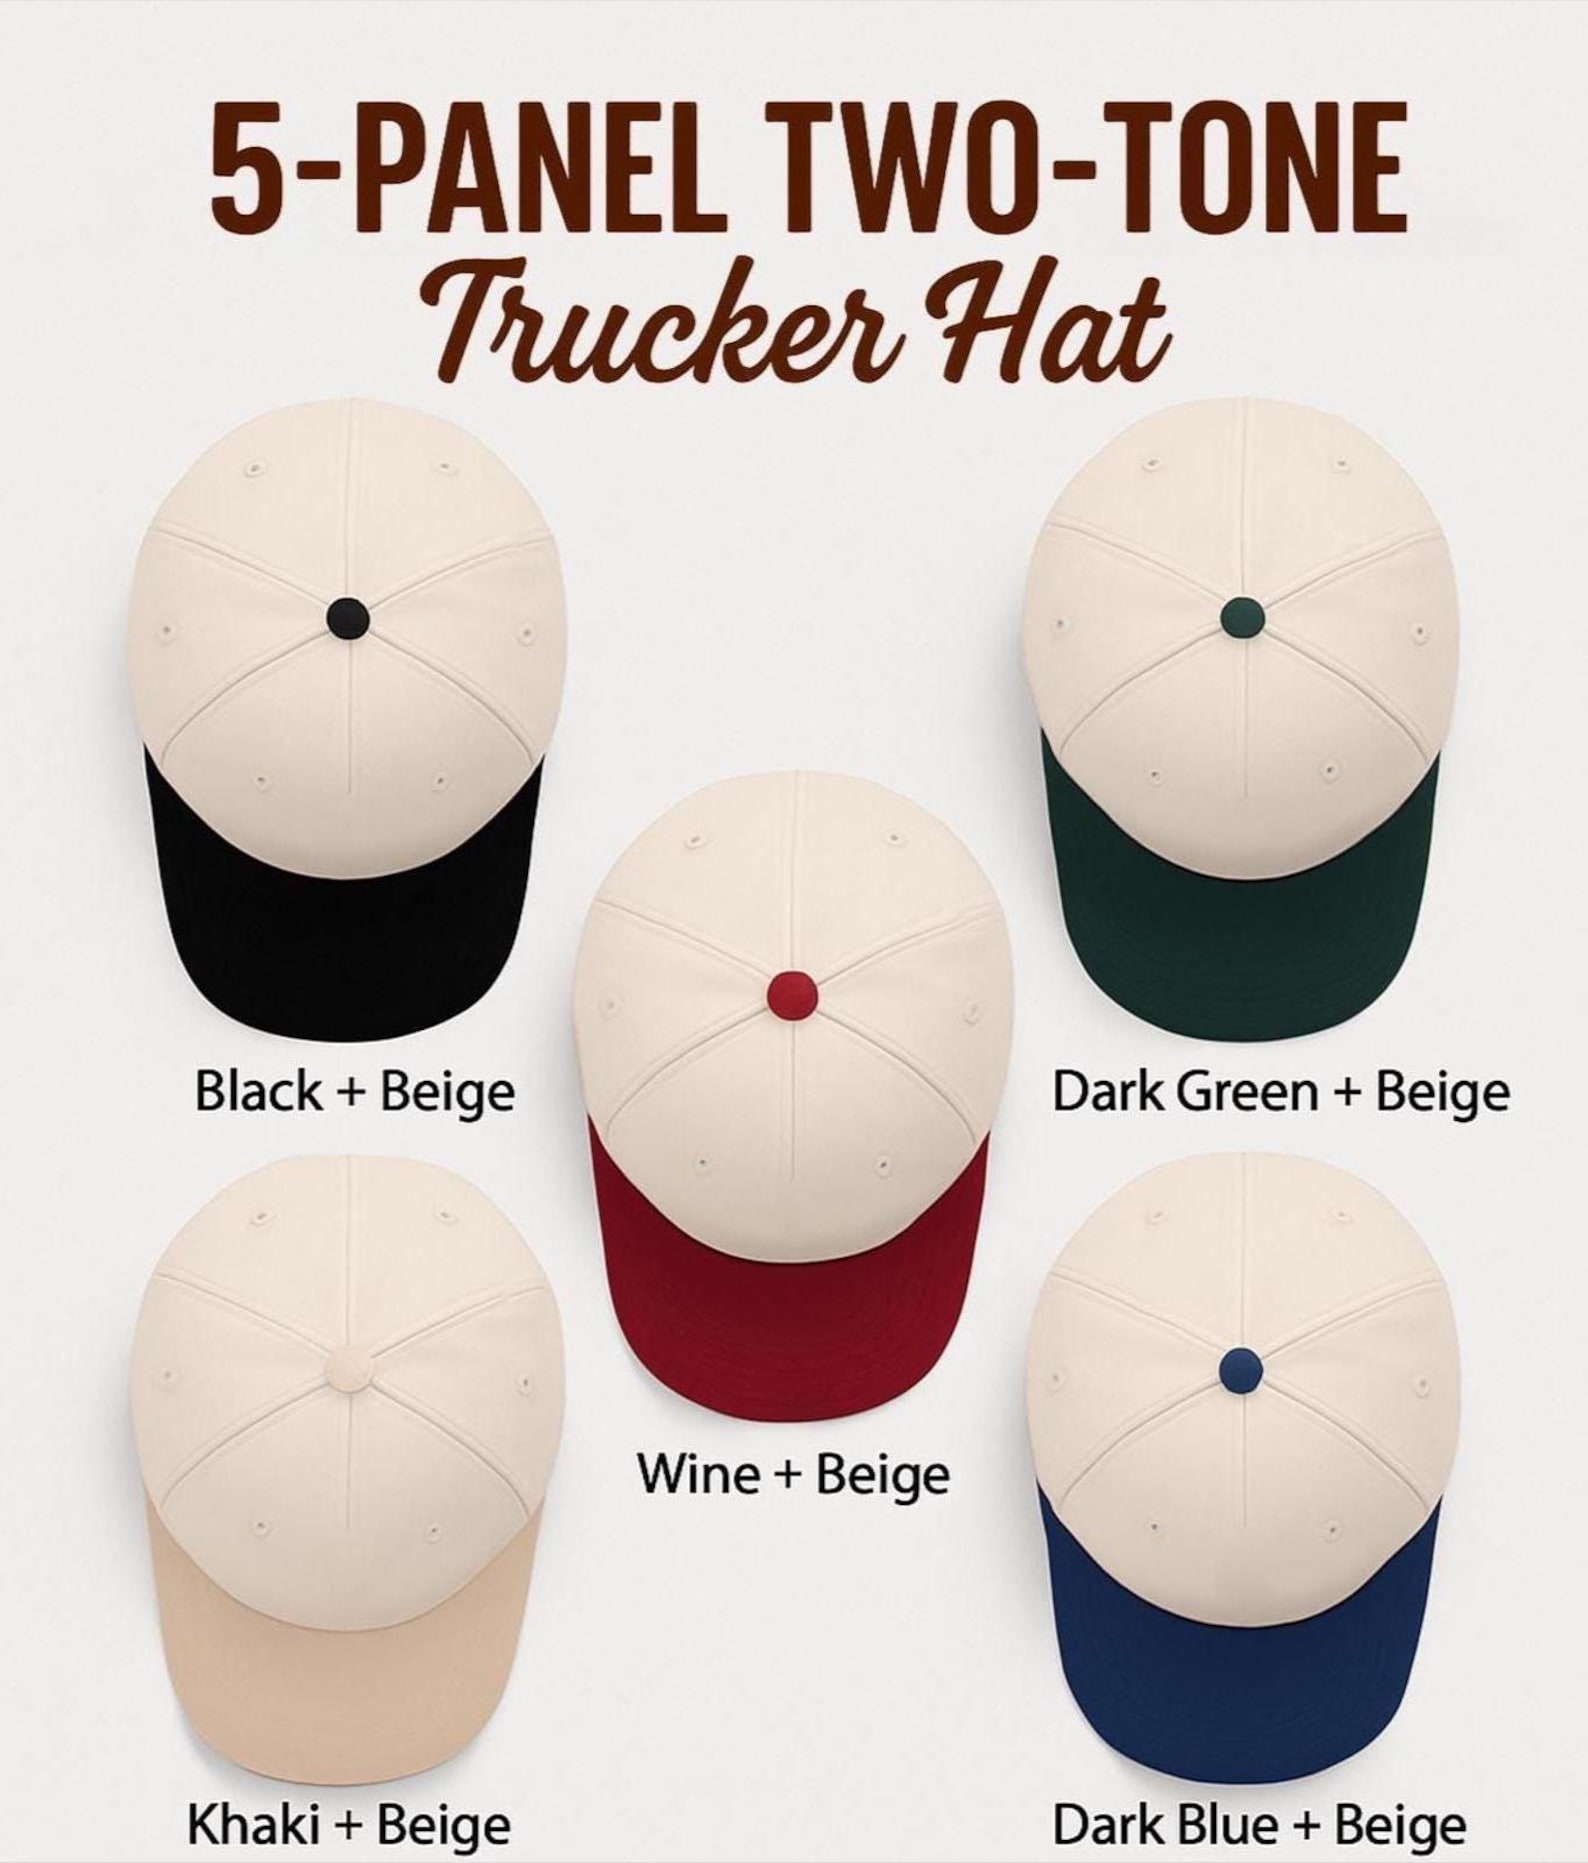 5-PANEL TWO-TONE
Trucker Hat
Black + Beige
Dark Green + Beige
Wine + Beige
Khaki + Beige
Dark Blue + Beige